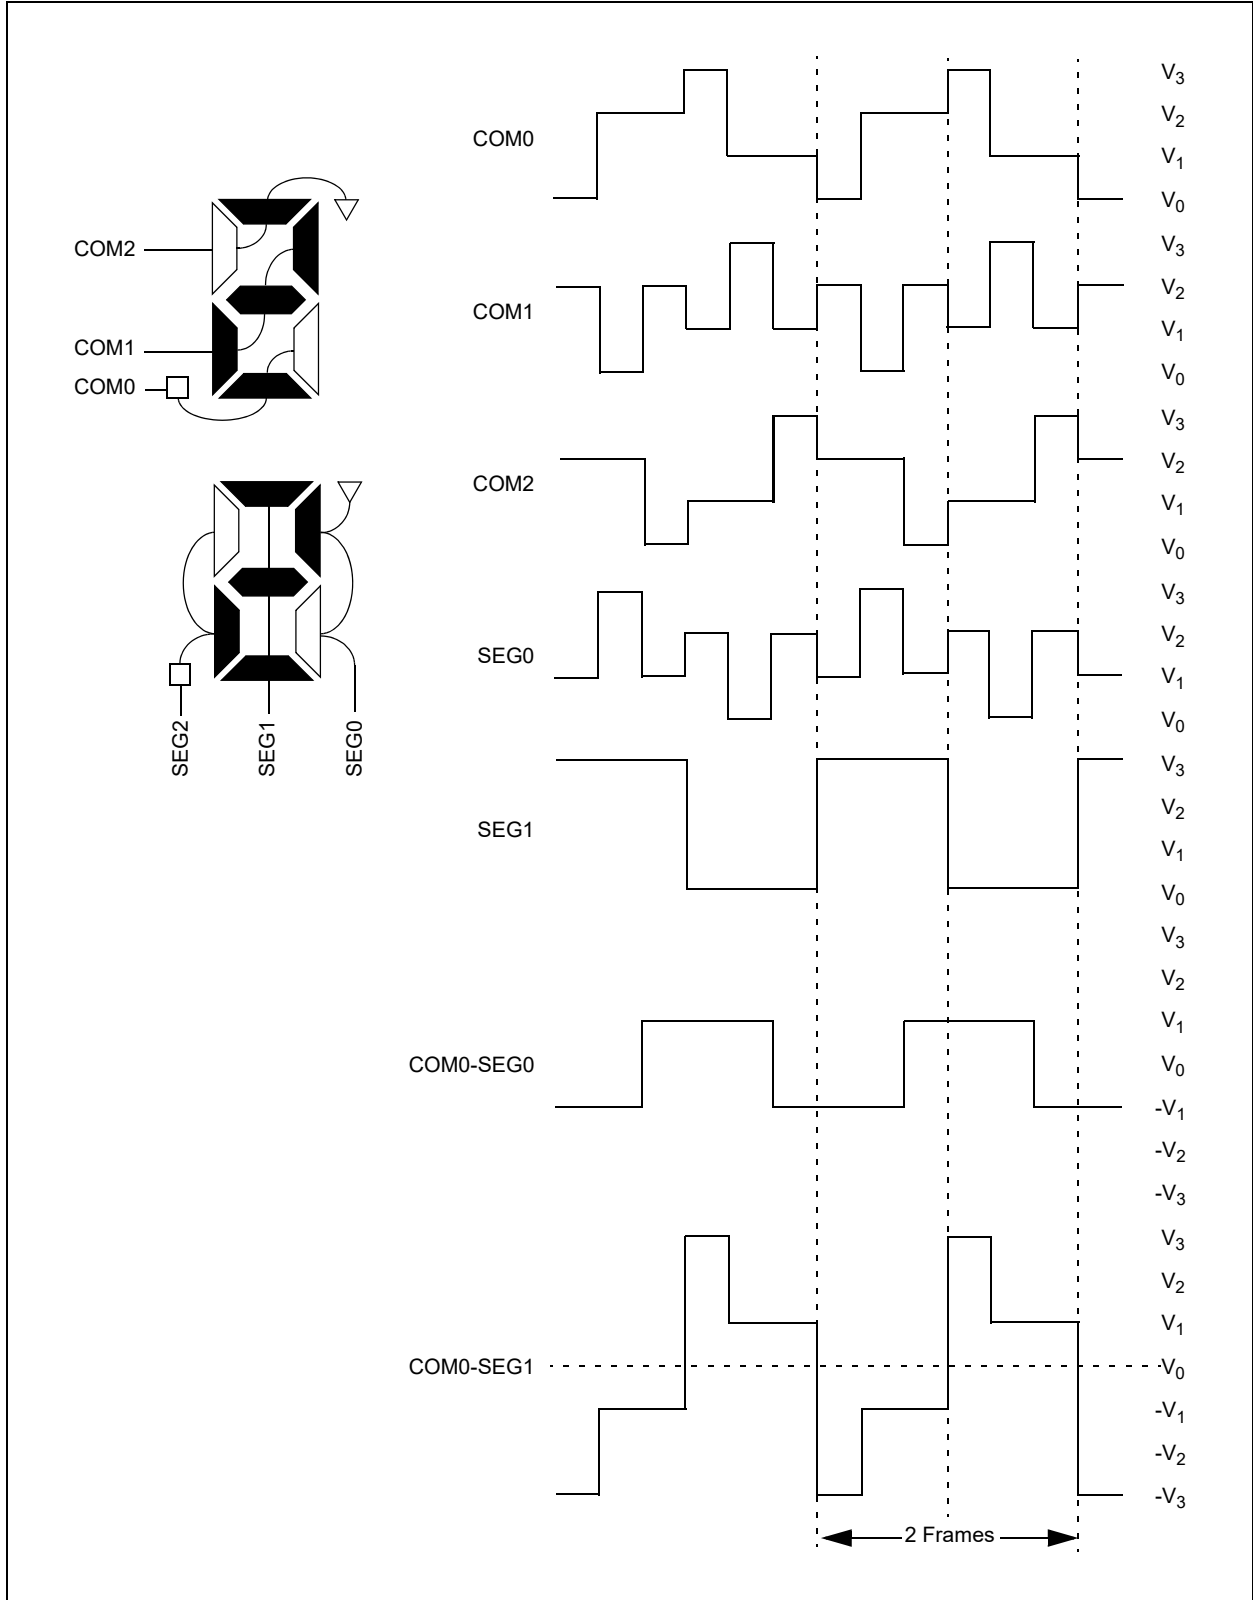 COM2
COM1
COM0
SEG2
SEG1
SEG0
COM0
V3
V2
V1
V0
COM1
V3
V2
V1
V0
COM2
V3
V2
V1
V0
SEG0
V3
V2
V1
V0
SEG1
V3
V2
V1
V0
COM0-SEG0
V3
V2
V1
V0
-V1
-V2
-V3
COM0-SEG1
V3
V2
V1
V0
-V1
-V2
-V3
2 Frames